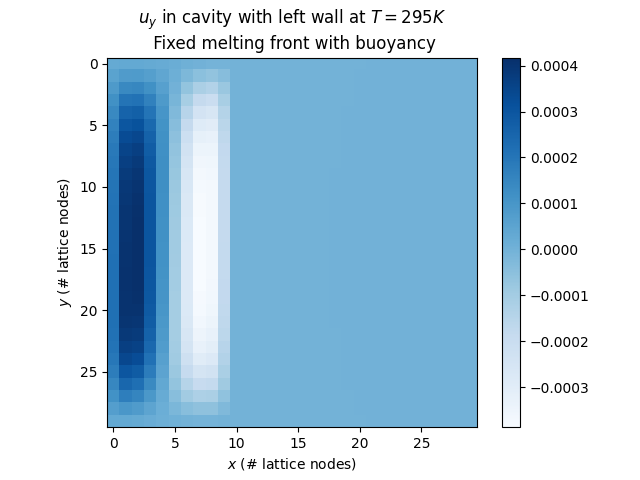 u_y in cavity with left wall at T = 295K
Fixed melting front with buoyancy
0
5
10
15
20
25
y (# lattice nodes)
0 5 10 15 20 25
x (# lattice nodes)
0.0004
0.0003
0.0002
0.0001
0.0000
−0.0001
−0.0002
−0.0003